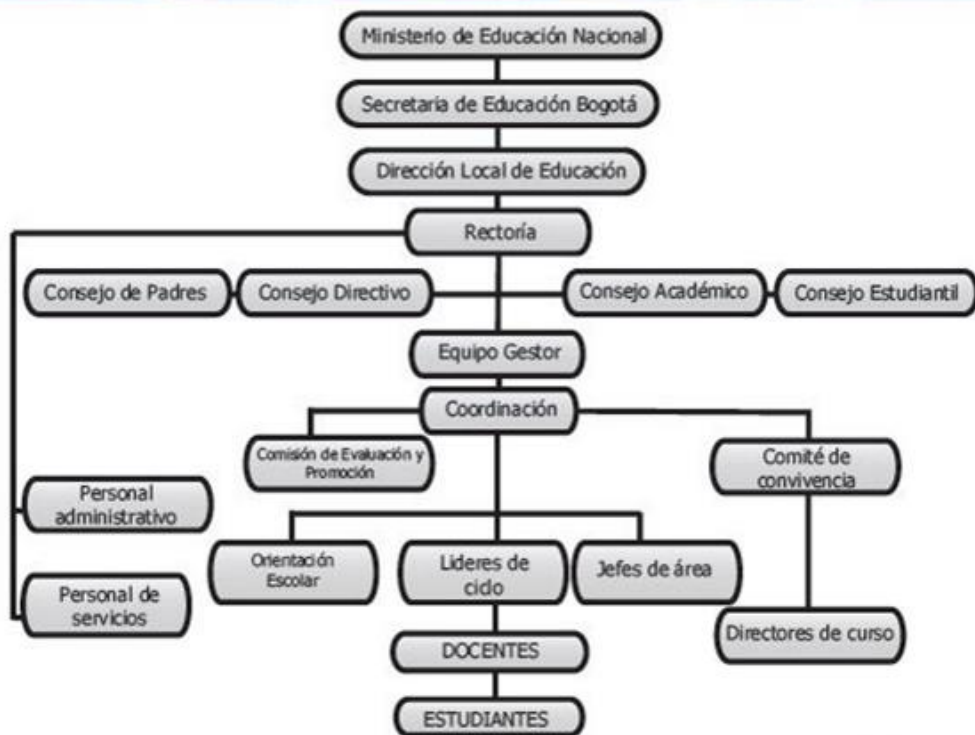 Ministerio de Educación Nacional
Secretaria de Educación Bogotá
Dirección Local de Educación
Rectoría
Consejo de Padres
Consejo Directivo
Consejo Académico
Consejo Estudiantil
Equipo Gestor
Coordinación
Comisión de Evaluación y
Promoción
Comité de
convivencia
Personal
administrativo
Orientación
Escolar
Lideres de
ciclo
Jefes de área
Personal de
servicios
Directores de curso
DOCENTES
ESTUDIANTES